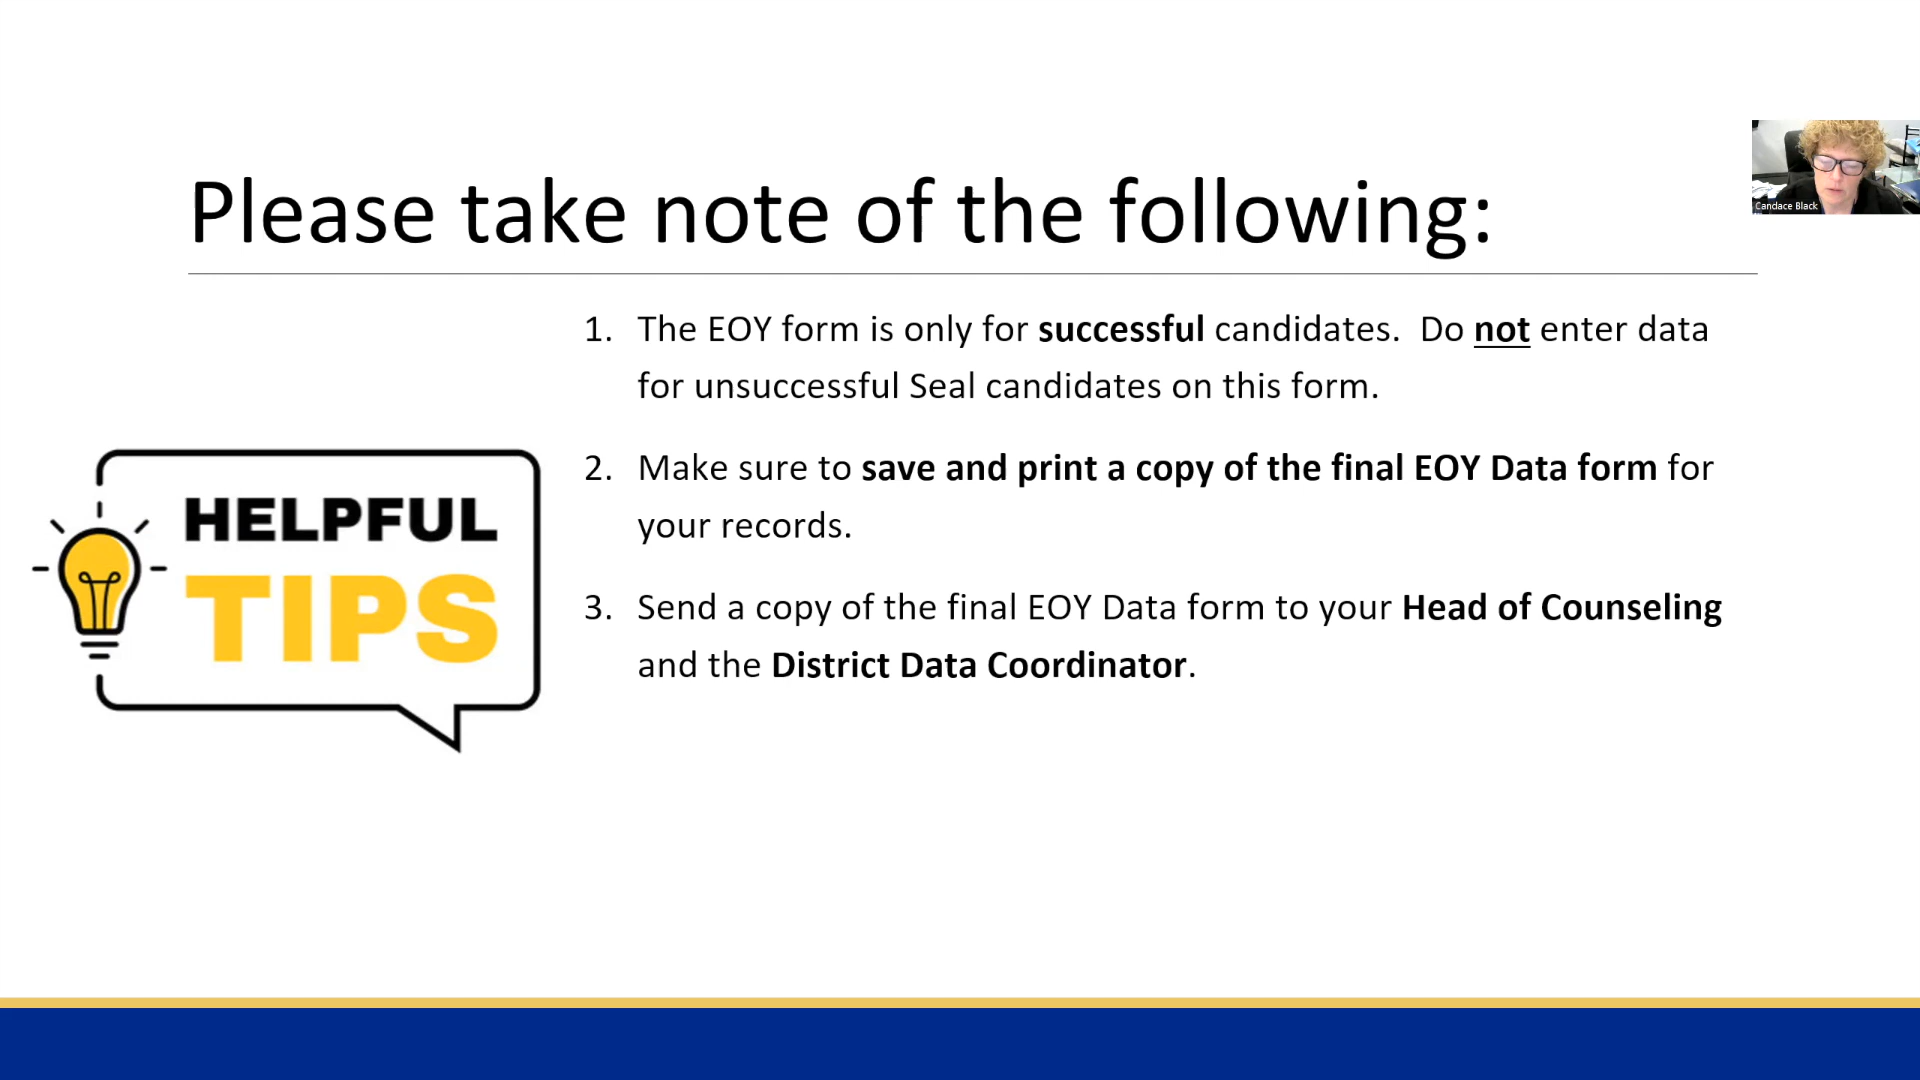 Please take note of the following:
Candace Black
1. The EOY form is only for successful candidates.  Do not enter data
for unsuccessful Seal candidates on this form.
2. Make sure to save and print a copy of the final EOY Data form for
your records.
3. Send a copy of the final EOY Data form to your Head of Counseling
and the District Data Coordinator.
HELPFUL
TIPS